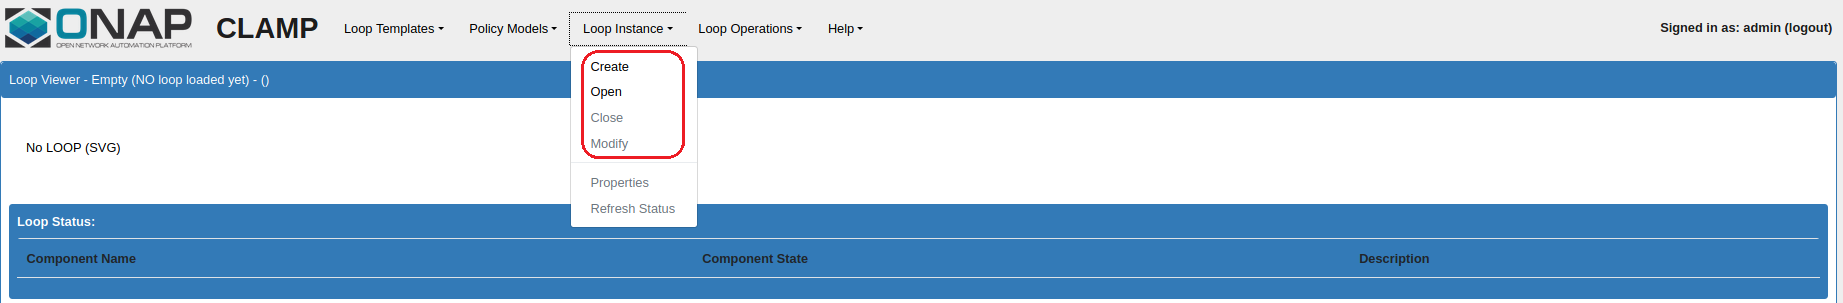 ONAP
OPEN NETWORK AUTOMATION PLATFORM
CLAMP Loop Templates Policy Models Loop Instance Loop Operations Help Signed in as: admin (logout)
Create
Loop Viewer - Empty (NO loop loaded yet) - ()
Open
Close
Modify
No LOOP (SVG)
Properties
Refresh Status
Loop Status:
Component Name Component State Description